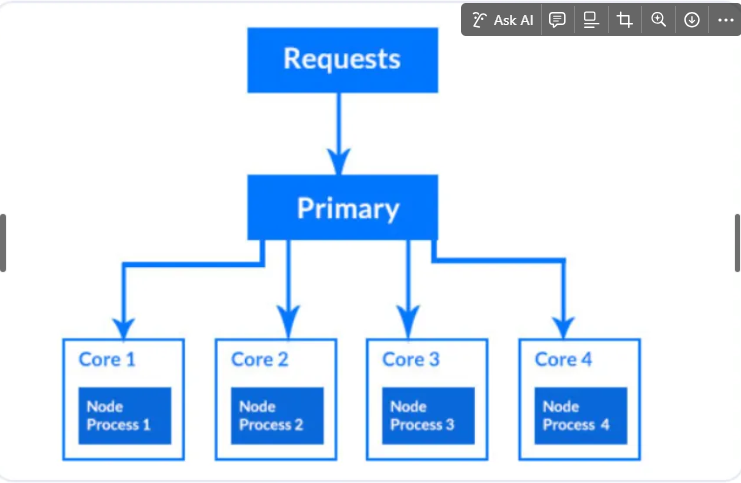 Ask AI
Requests
Primary
Core 1
Node
Process 1
Core 2
Node
Process 2
Core 3
Node
Process 3
Core 4
Node
Process 4